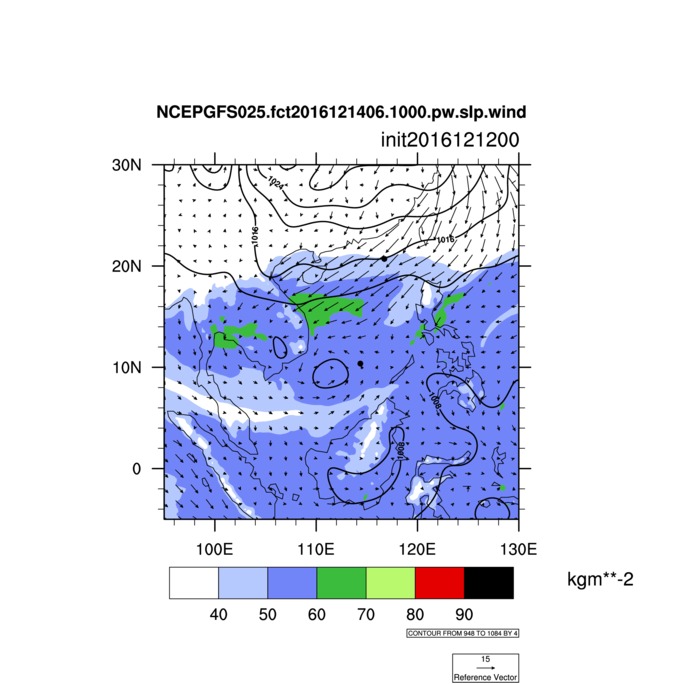 NCEPGFS025.fct2016121406.1000.pw.slp.wind
init2016121200
30N
1024
1016
1016
20N
10N
1008
1008
0
100E 110E 120E 130E
kgm**-2
40 50 60 70 80 90
CONTOUR FROM 948 TO 1084 BY 4
15
Reference Vector